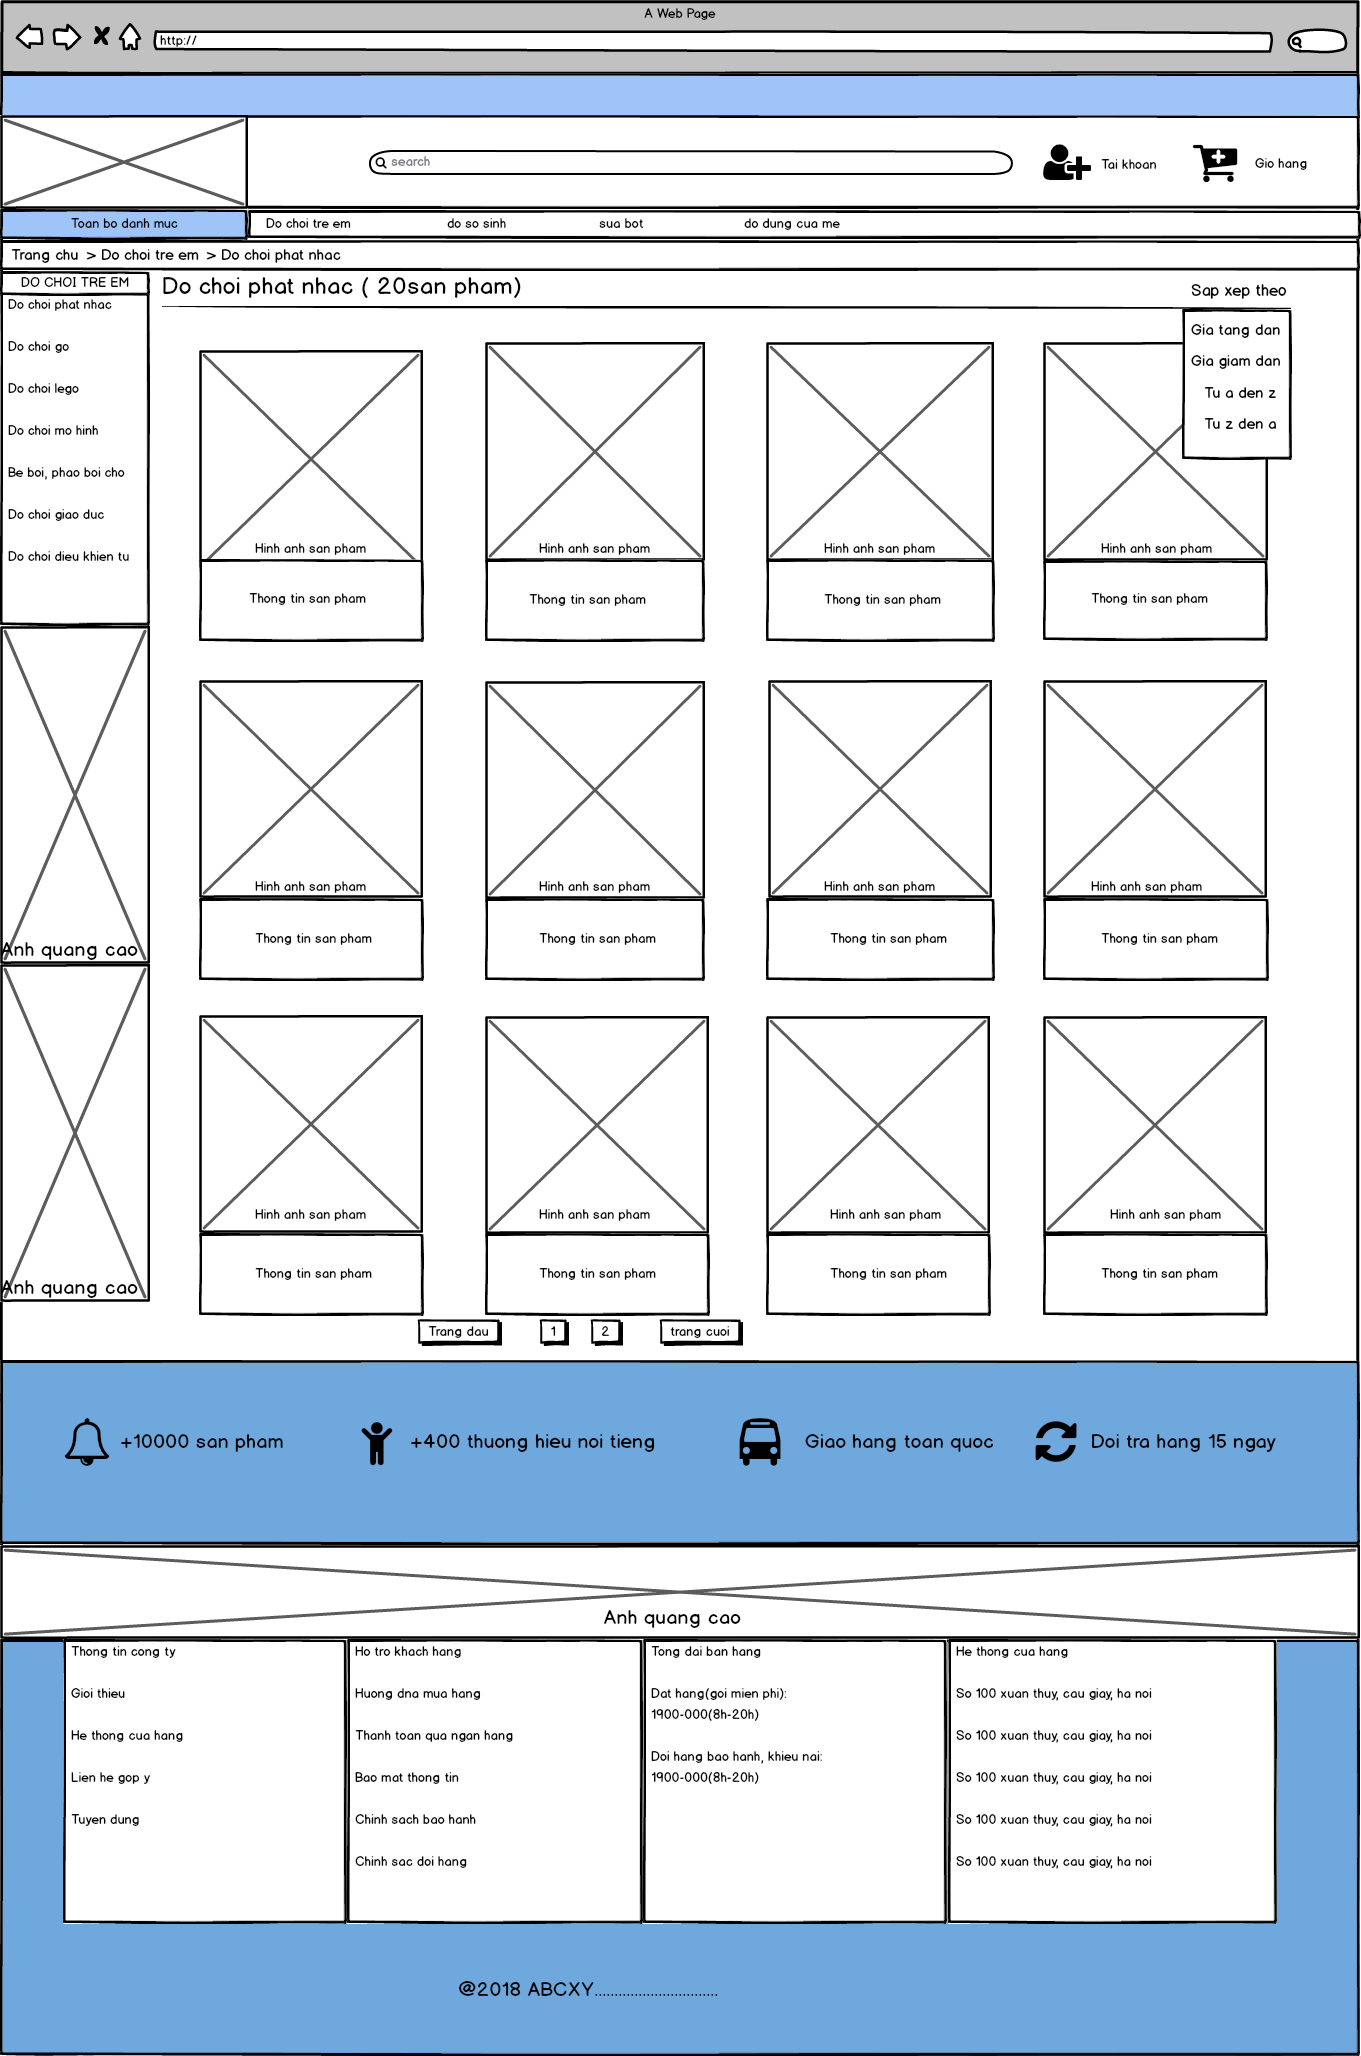 A Web Page
http://
search
Tai khoan
Gio hang
Toan bo danh muc
Do choi tre em
do so sinh
sua bot
do dung cua me
Trang chu > Do choi tre em > Do choi phat nhac
DO CHOI TRE EM
Do choi phat nhac
Do choi go
Do choi lego
Do choi mo hinh
Be boi, phao boi cho
Do choi giao duc
Do choi dieu khien tu
Anh quang cao
Anh quang cao
Do choi phat nhac ( 20san pham)
Sap xep theo
Gia tang dan
Gia giam dan
Tu a den z
Tu z den a
Hinh anh san pham
Hinh anh san pham
Hinh anh san pham
Hinh anh san pham
Thong tin san pham
Thong tin san pham
Thong tin san pham
Thong tin san pham
Hinh anh san pham
Hinh anh san pham
Hinh anh san pham
Hinh anh san pham
Thong tin san pham
Thong tin san pham
Thong tin san pham
Thong tin san pham
Hinh anh san pham
Hinh anh san pham
Hinh anh san pham
Hinh anh san pham
Thong tin san pham
Thong tin san pham
Thong tin san pham
Thong tin san pham
Trang dau
1
2
trang cuoi
+10000 san pham
+400 thuong hieu noi tieng
Giao hang toan quoc
Doi tra hang 15 ngay
Anh quang cao
Thong tin cong ty
Gioi thieu
He thong cua hang
Lien he gop y
Tuyen dung
Ho tro khach hang
Huong dna mua hang
Thanh toan qua ngan hang
Bao mat thong tin
Chinh sach bao hanh
Chinh sac doi hang
Tong dai ban hang
Dat hang(goi mien phi):
1900-000(8h-20h)
Doi hang bao hanh, khieu nai:
1900-000(8h-20h)
He thong cua hang
So 100 xuan thuy, cau giay, ha noi
So 100 xuan thuy, cau giay, ha noi
So 100 xuan thuy, cau giay, ha noi
So 100 xuan thuy, cau giay, ha noi
So 100 xuan thuy, cau giay, ha noi
@2018 ABCXY...............................